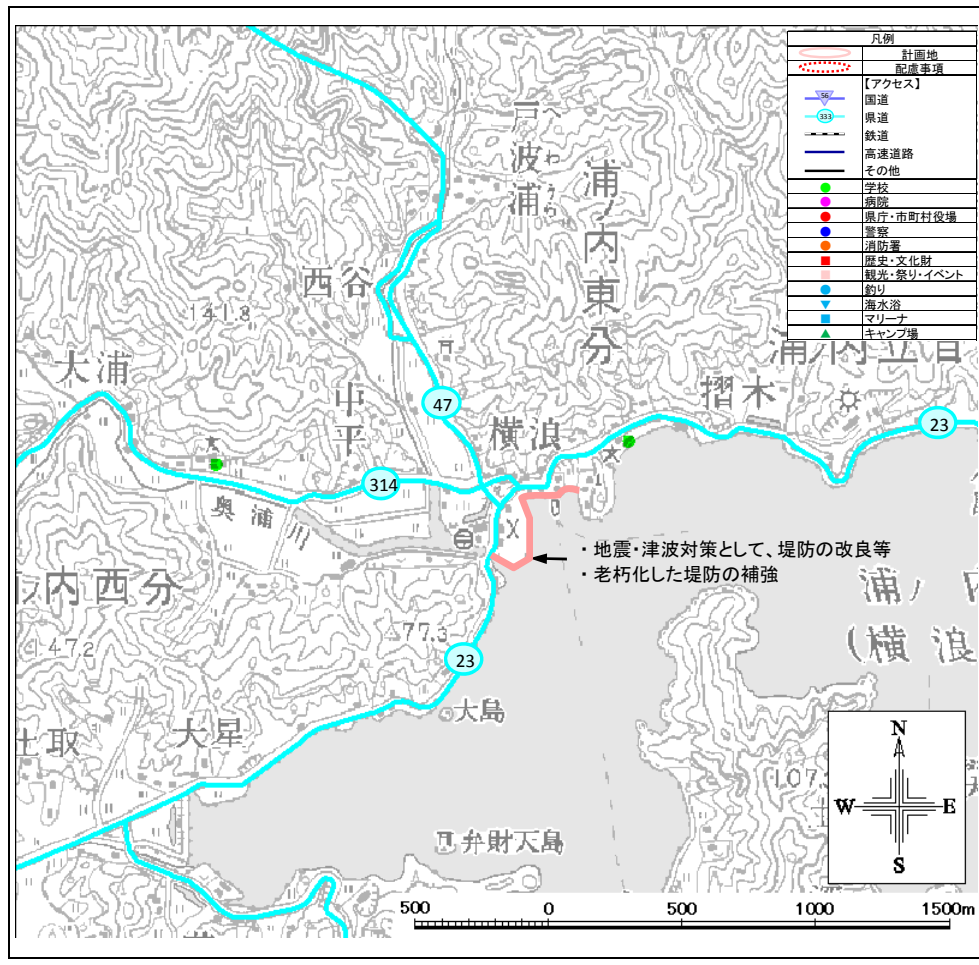 凡例
計画地
配慮事項
【アクセス】
56
国道
333
県道
鉄道
高速道路
その他
学校
病院
県庁・市町村役場
警察
消防署
歴史・文化財
観光・祭り・イベント
釣り
海水浴
マリーナ
キャンプ場
戸波浦
浦ノ内東分
西谷
141.8
大浦
中平
47
横浪
摺木
23
314
奥浦川
・地震・津波対策として、堤防の改良等
・老朽化した堤防の補強
ノ内西分
147.2
77.3
浦ノ内
(横浪
23
大島
大星
土取
弁財天島
107.
N
W E
S
500 0 500 1000 1500m